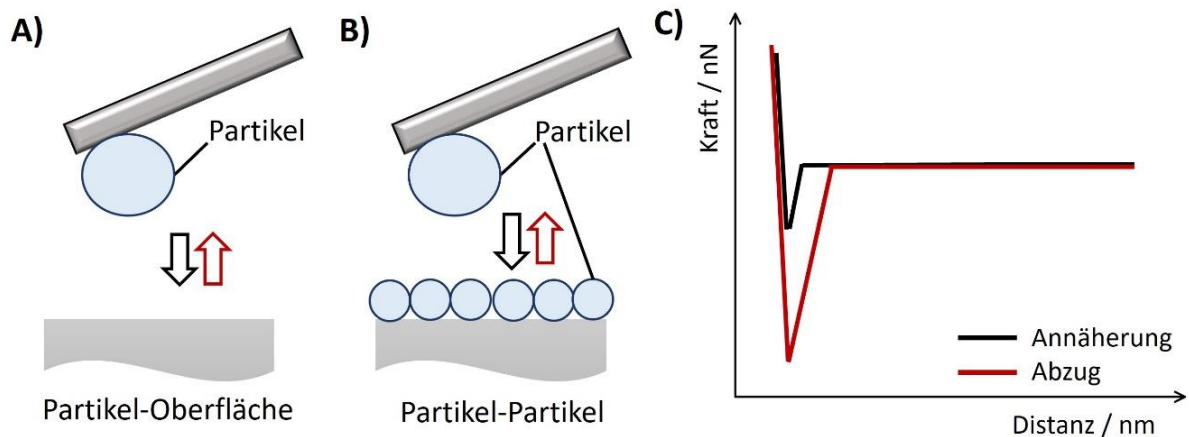 A)
Partikel
Partikel-Oberfläche
B)
Partikel
Partikel-Partikel
C)
Kraft / nN
Annäherung
Abzug
Distanz / nm